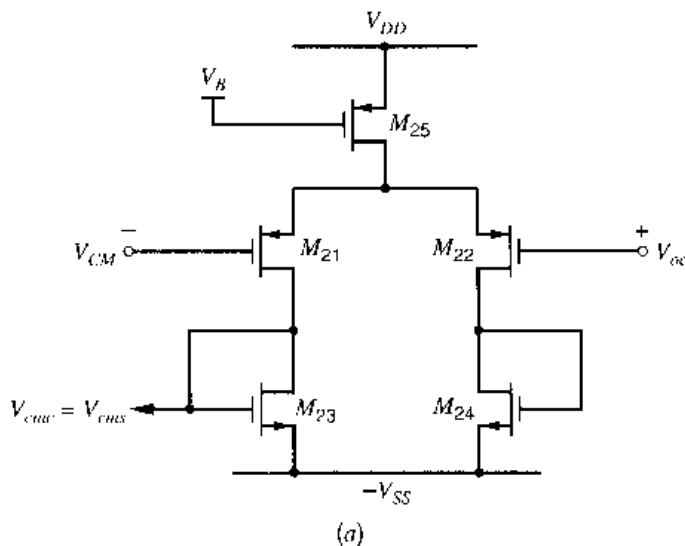 V_DD
V_B
M_25
− +
V_CM M_21 M_22 V_oc
V_cmc = V_cms M_23 M_24
−V_SS
(a)